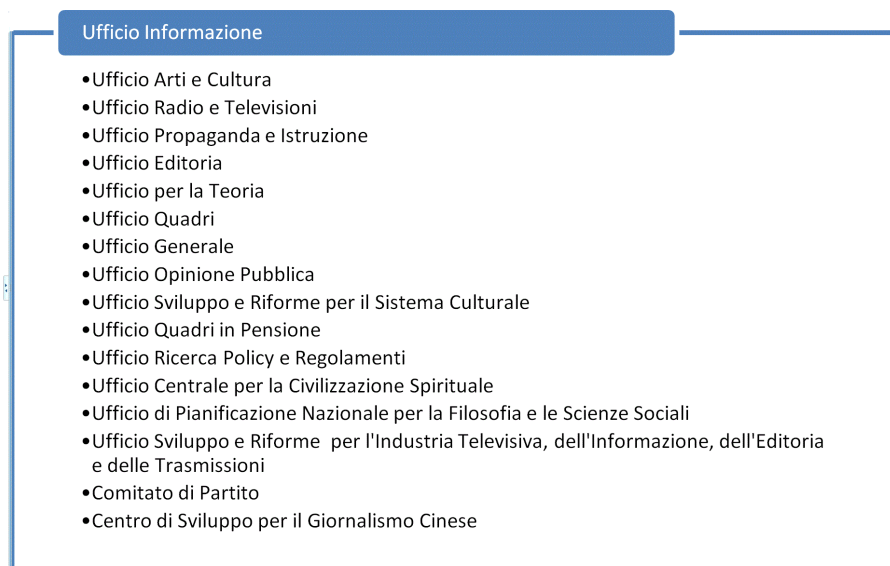 Ufficio Informazione
•Ufficio Arti e Cultura
•Ufficio Radio e Televisioni
•Ufficio Propaganda e Istruzione
•Ufficio Editoria
•Ufficio per la Teoria
•Ufficio Quadri
•Ufficio Generale
•Ufficio Opinione Pubblica
•Ufficio Sviluppo e Riforme per il Sistema Culturale
•Ufficio Quadri in Pensione
•Ufficio Ricerca Policy e Regolamenti
•Ufficio Centrale per la Civilizzazione Spirituale
•Ufficio di Pianificazione Nazionale per la Filosofia e le Scienze Sociali
•Ufficio Sviluppo e Riforme  per l'Industria Televisiva, dell'Informazione, dell'Editoria
e delle Trasmissioni
•Comitato di Partito
•Centro di Sviluppo per il Giornalismo Cinese